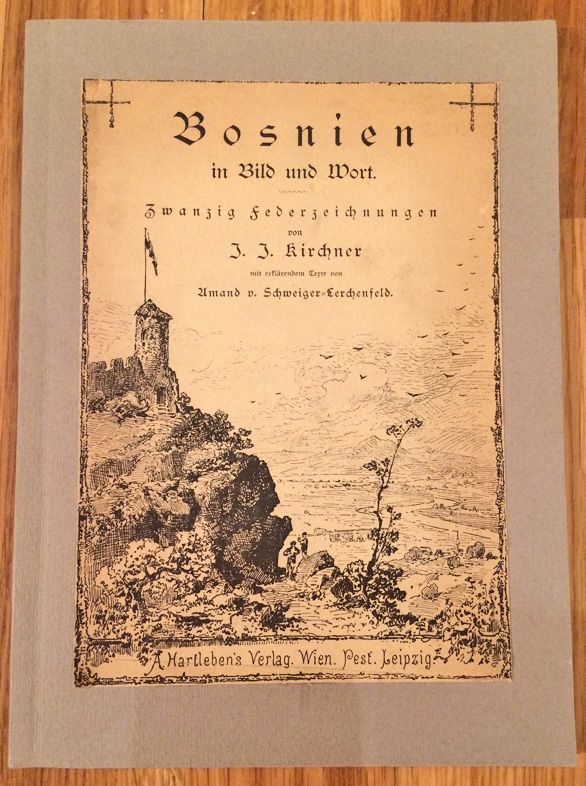 Bosnien
in Bild und Wort.
Zwanzig Federzeichnungen
von
J. J. Kirchner
mit erklärendem Texte von
Amand v. Schweiger-Lerchenfeld.
A. Hartleben's Verlag. Wien. Pest. Leipzig.